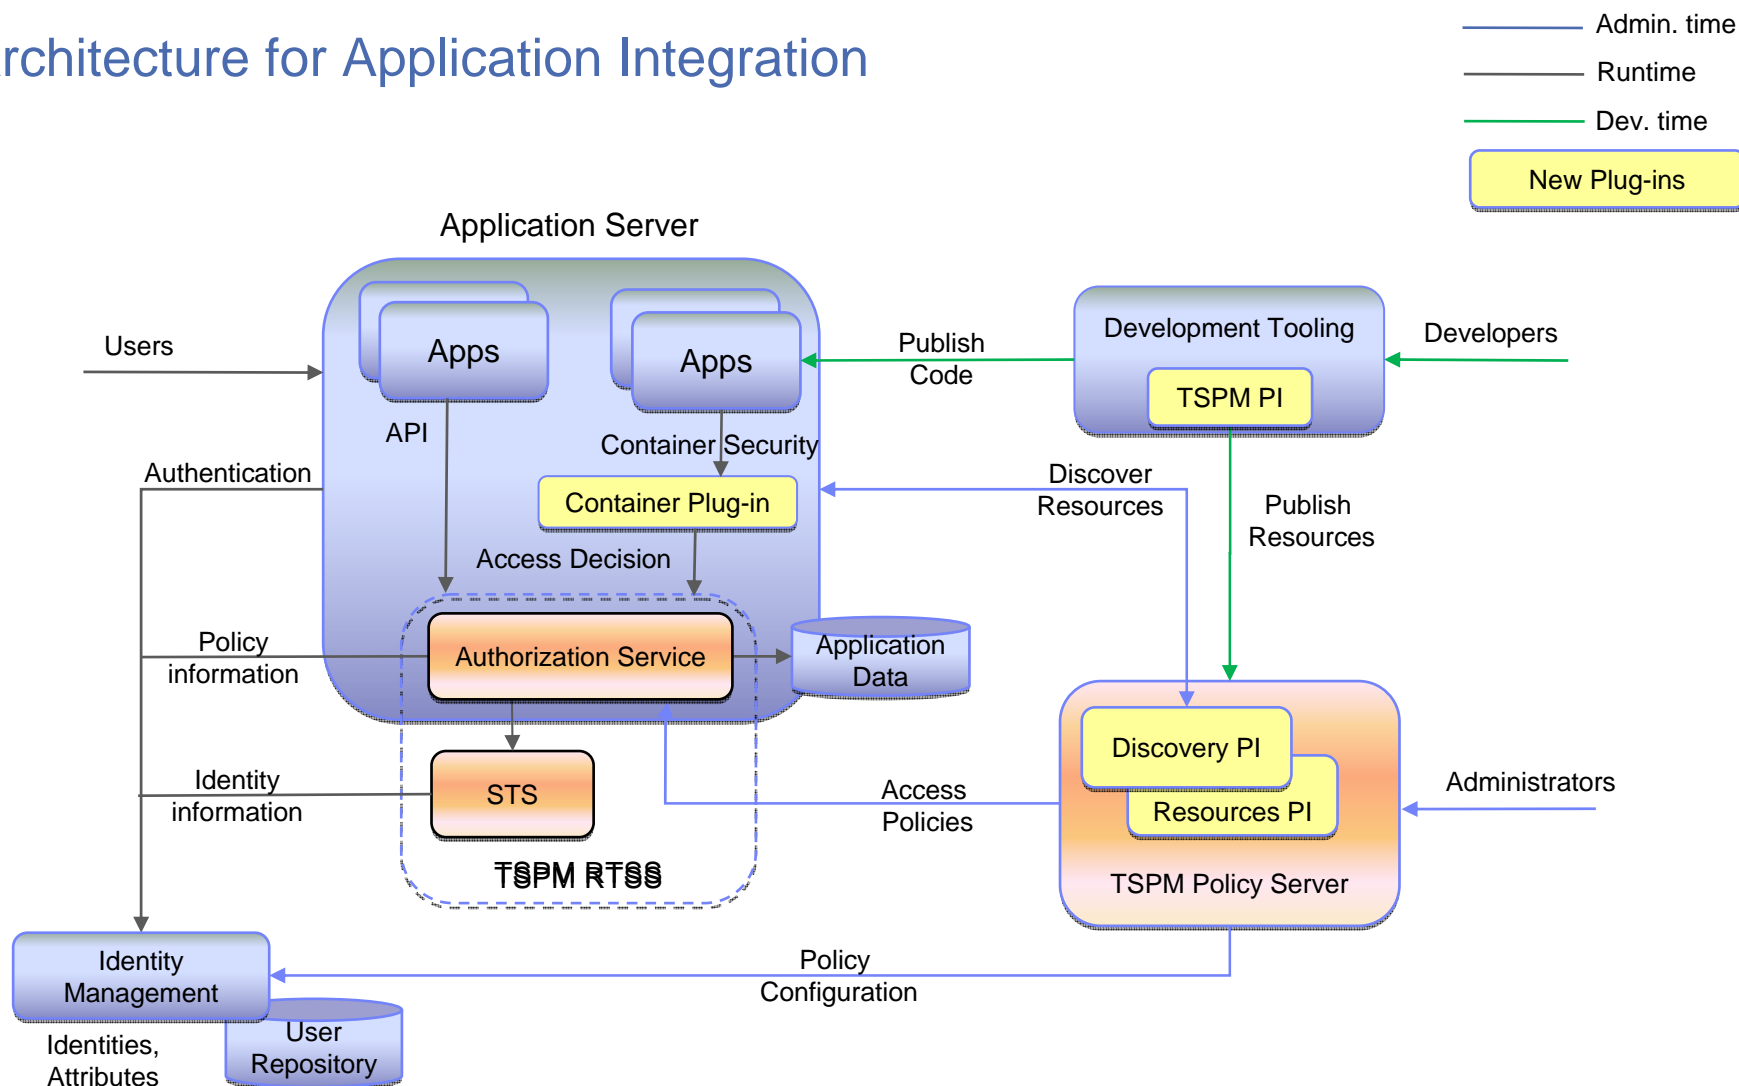 rchitecture for Application Integration
Admin. time
Runtime
Dev. time
New Plug-ins
Application Server
Users
Apps
Apps
Publish
Code
Development Tooling
TSPM PI
Developers
API
Container Security
Authentication
Container Plug-in
Discover
Resources
Publish
Resources
Access Decision
Policy
information
Authorization Service
Application
Data
Discovery PI
Resources PI
TSPM Policy Server
Administrators
Identity
information
STS
Access
Policies
TSPM RTSS
Identity
Management
Policy
Configuration
User
Repository
Identities,
Attributes